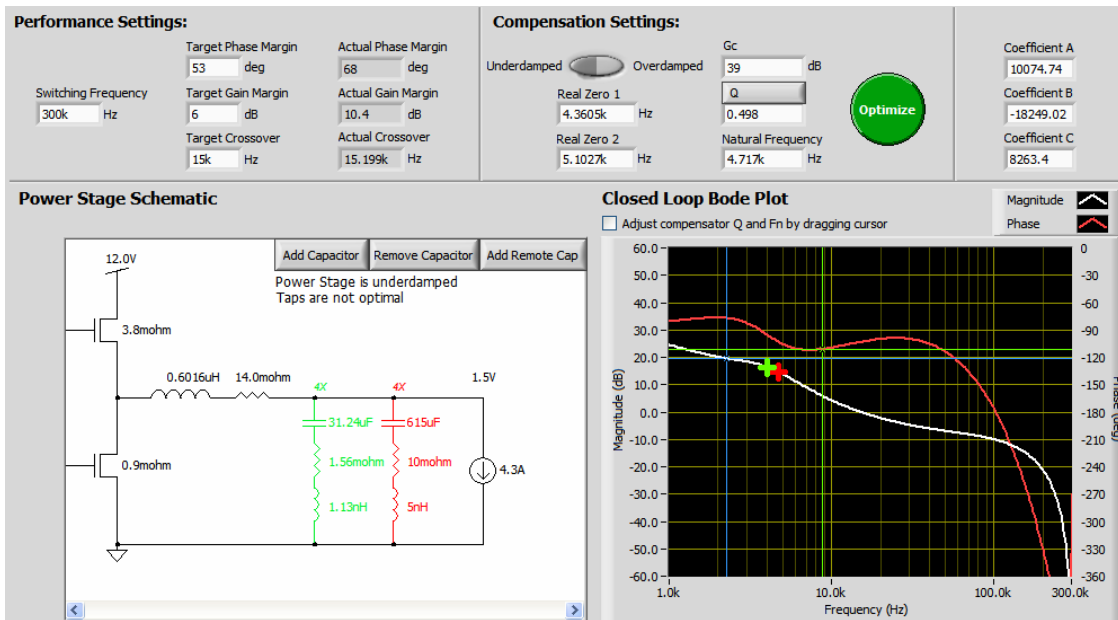 Performance Settings:
Target Phase Margin
53 deg
Actual Phase Margin
68 deg
Switching Frequency
300k Hz
Target Gain Margin
6 dB
Actual Gain Margin
10.4 dB
Target Crossover
15k Hz
Actual Crossover
15.199k Hz
Compensation Settings:
Underdamped Overdamped
Gc
39 dB
Real Zero 1
4.3605k Hz
Q
0.498
Real Zero 2
5.1027k Hz
Natural Frequency
4.717k Hz
Optimize
Coefficient A
10074.74
Coefficient B
-18249.02
Coefficient C
8263.4
Power Stage Schematic
Add Capacitor Remove Capacitor Add Remote Cap
Power Stage is underdamped
Taps are not optimal
12.0V
3.8mohm
0.6016uH 14.0mohm 4X 4X 1.5V
31.24uF 615uF
0.9mohm 1.56mohm 10mohm 4.3A
1.13nH 5nH
Closed Loop Bode Plot
Adjust compensator Q and Fn by dragging cursor
Magnitude
Phase
Magnitude (dB)
60.0
50.0
40.0
30.0
20.0
10.0
0.0
-10.0
-20.0
-30.0
-40.0
-50.0
-60.0
0
-30
-60
-90
-120
-150
-180
-210
-240
-270
-300
-330
-360
Phase (deg)
1.0k 10.0k 100.0k 300.0k
Frequency (Hz)